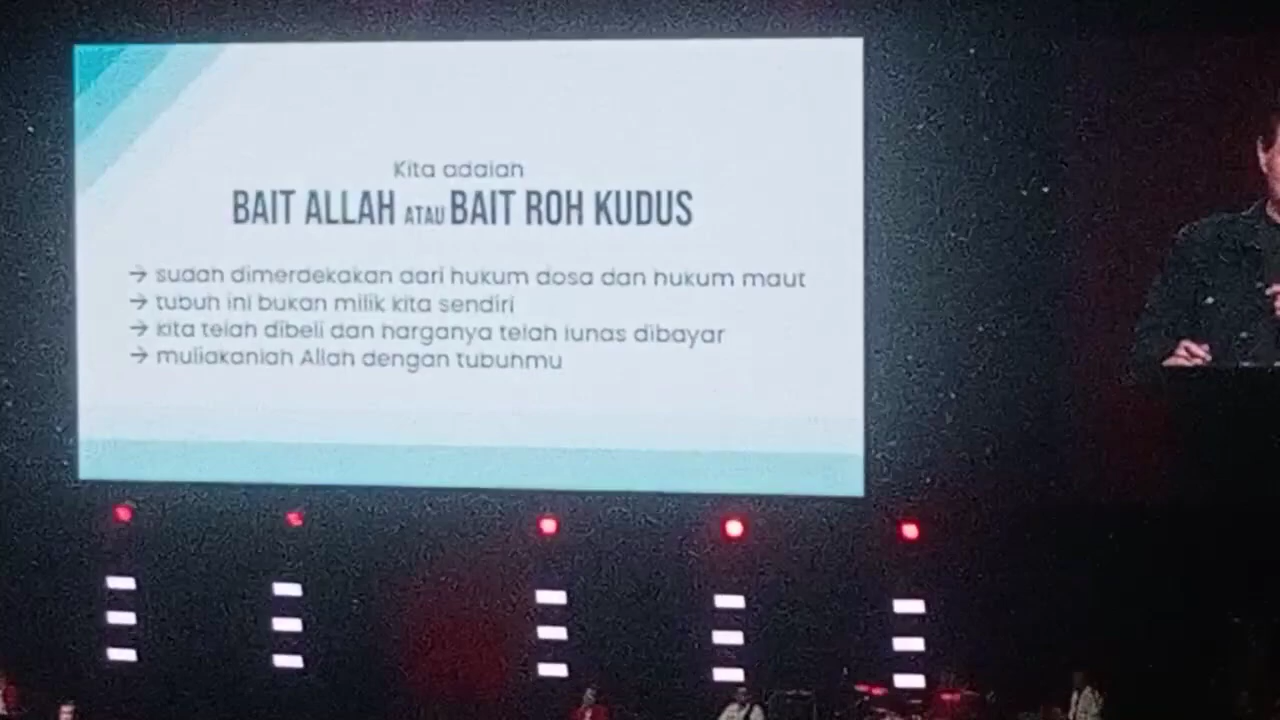 Kita adalah
BAIT ALLAH ATAU BAIT ROH KUDUS
→ sudah dimerdekakan dari hukum dosa dan hukum maut
→ tubuh ini bukan milik kita sendiri
→ kita telah dibeli dan harganya telah lunas dibayar
→ muliakanlah Allah dengan tubuhmu